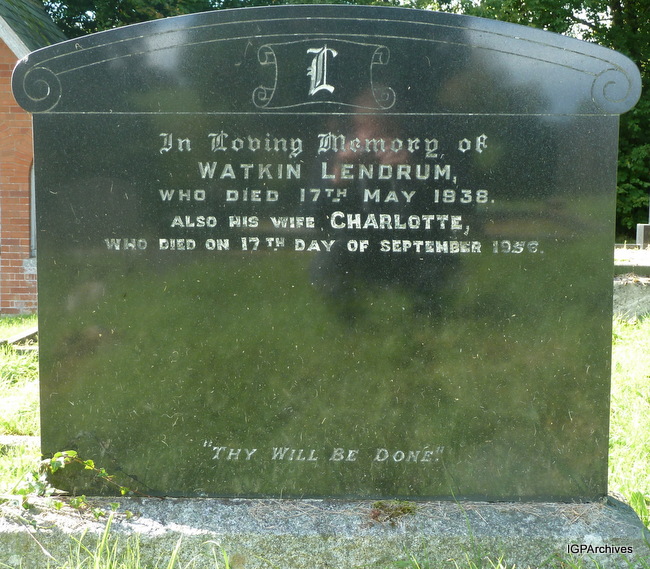 L
In Loving Memory of
WATKIN LENDRUM,
WHO DIED 17TH MAY 1938.
ALSO HIS WIFE CHARLOTTE,
WHO DIED ON 17TH DAY OF SEPTEMBER 1956.
"THY WILL BE DONE."
IGPArchives